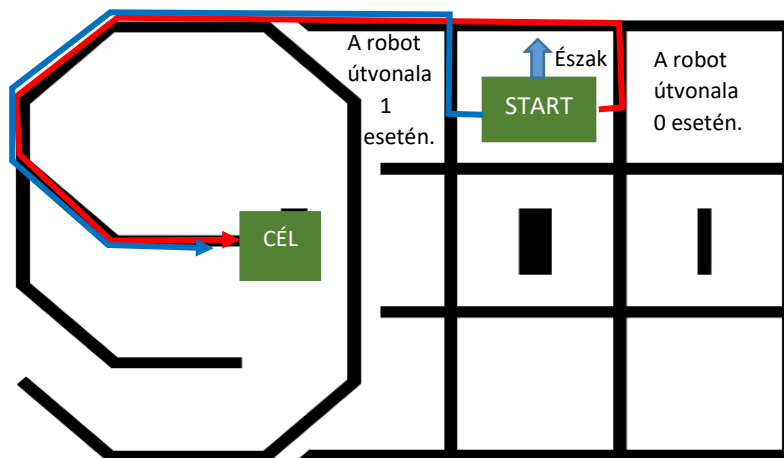 A robot
útvonala
1
esetén.
Észak
START
A robot
útvonala
0 esetén.
CÉL